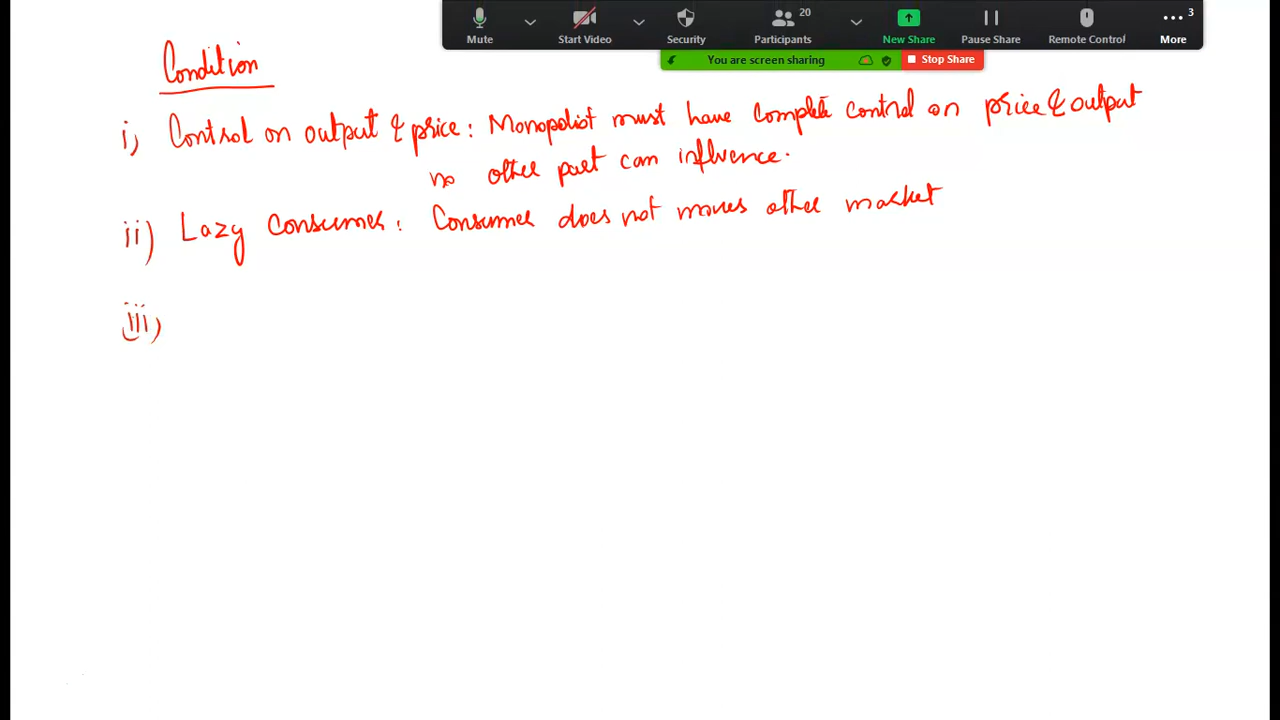 Mute
Start Video
Security
Participants
20
New Share
Pause Share
Remote Control
More
3
You are screen sharing
Stop Share
Condition
i, Control on output & price : Monopolist must have complete control on price & output
no other part can influence.
ii) Lazy Consumer : Consumer does not moves other market
iii)